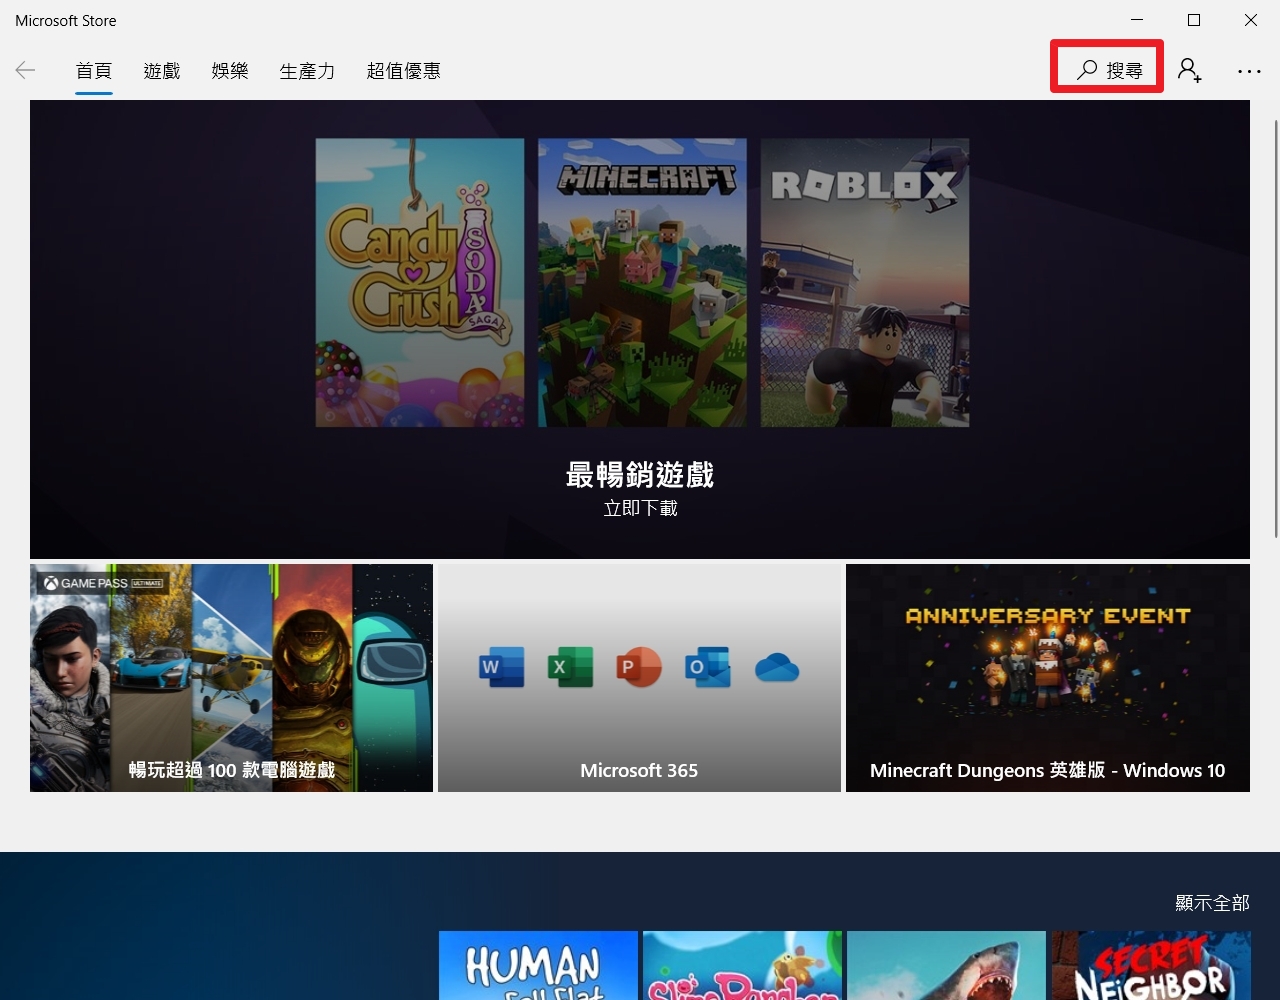 Microsoft Store
首頁 遊戲 娛樂 生產力 超值優惠 搜尋
Candy Crush SODA SAGA
MINECRAFT
ROBLOX
最暢銷遊戲
立即下載
GAME PASS ULTIMATE
暢玩超過 100 款電腦遊戲
W X P O
Microsoft 365
ANNIVERSARY EVENT
Minecraft Dungeons 英雄版 - Windows 10
顯示全部
HUMAN
Fall Flat
Slime Rancher
SECRET
NEiGHBOR